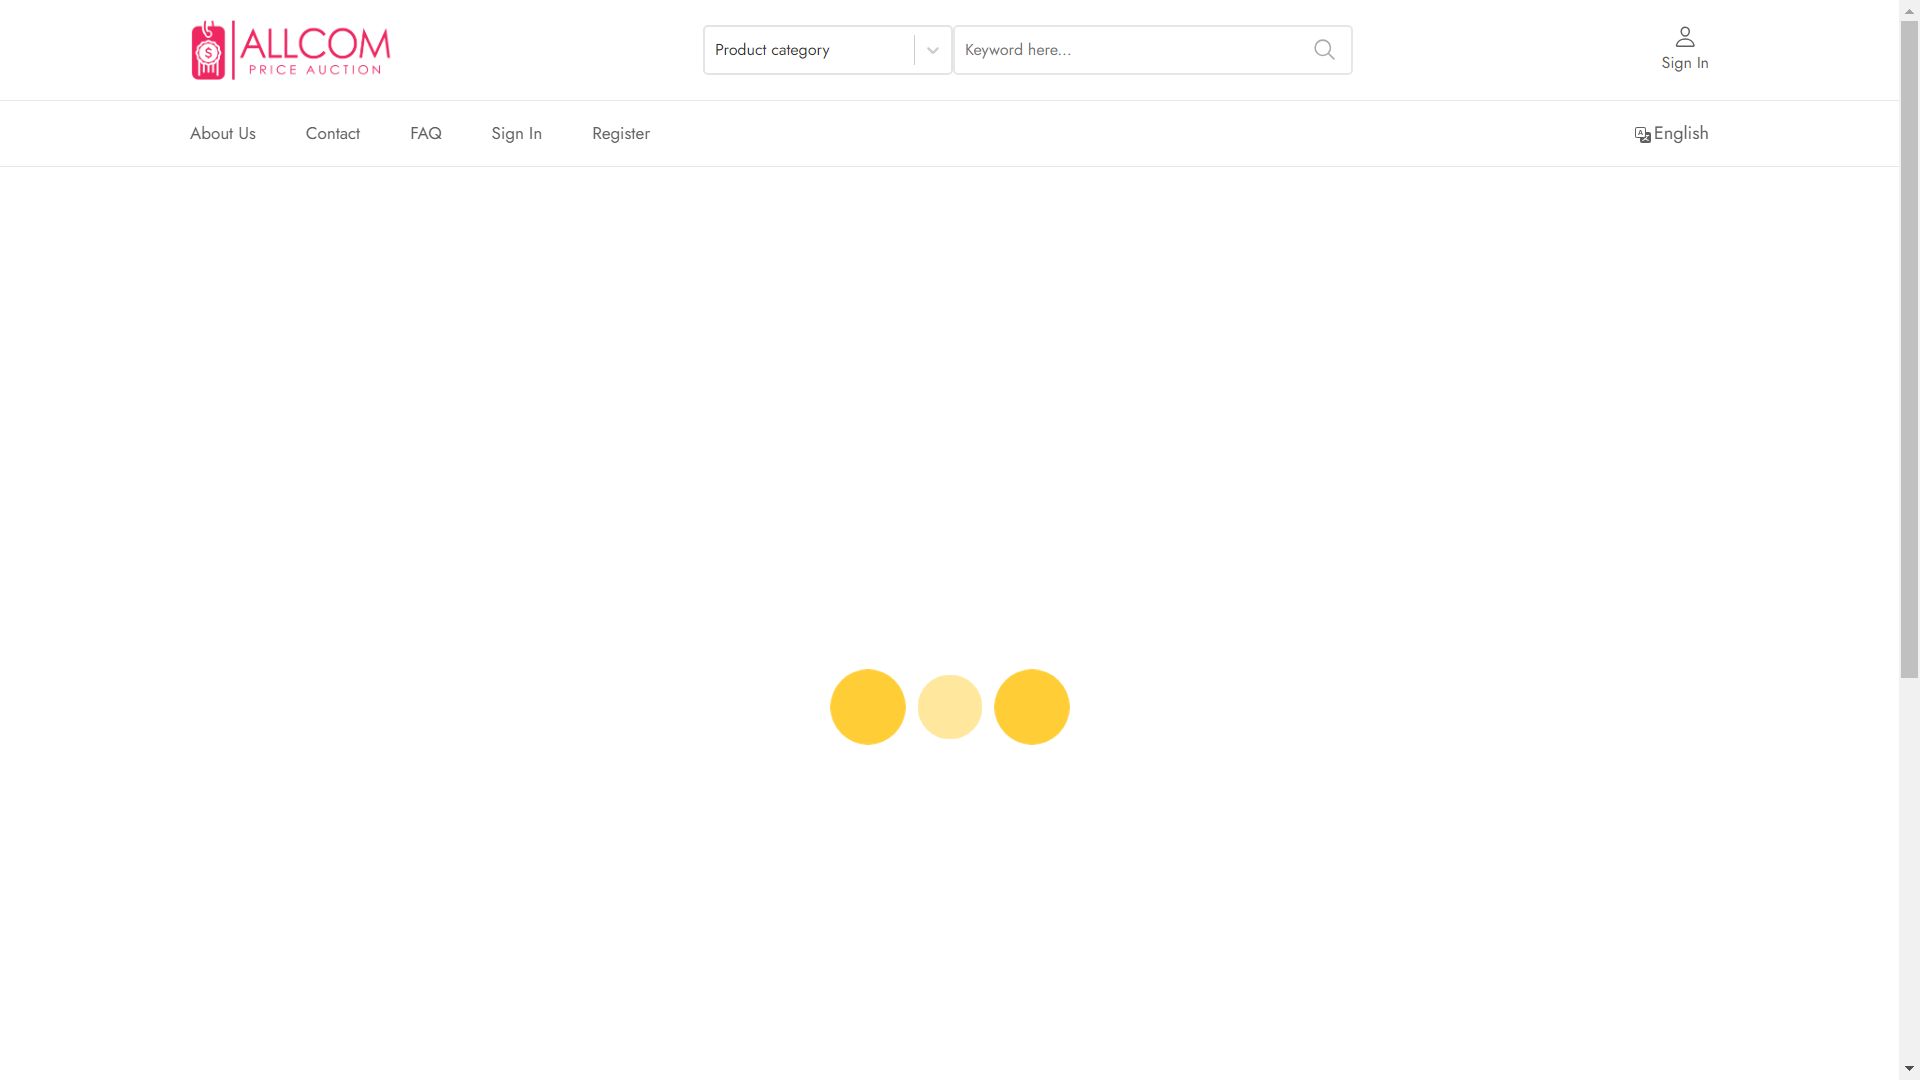 ALLCOM
PRICE AUCTION
Product category
Keyword here...
Sign In
About Us
Contact
FAQ
Sign In
Register
English